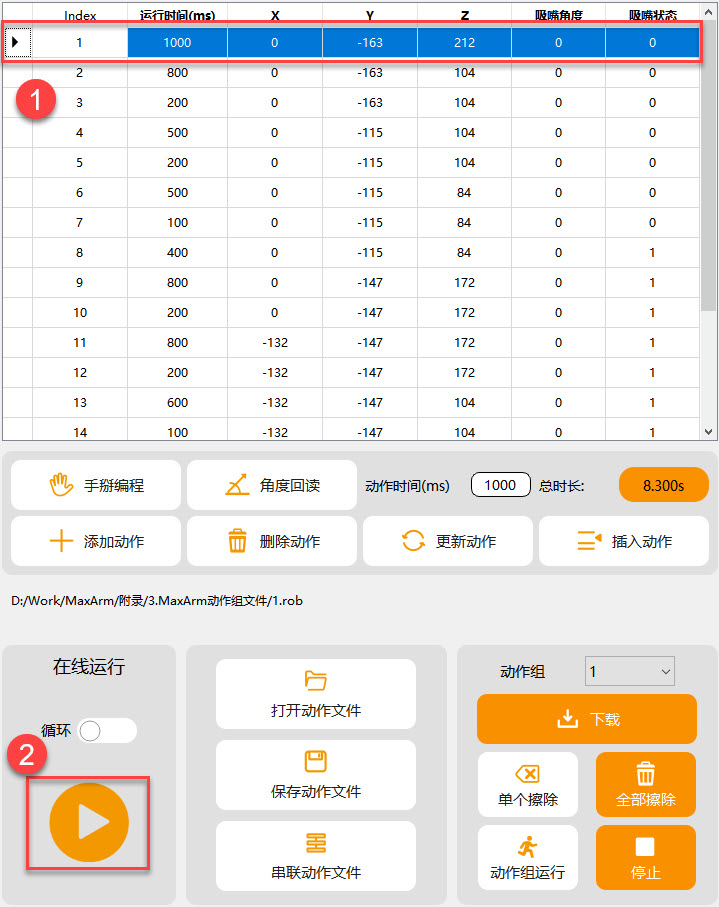 Index 运行时间(ms) X Y Z 吸嘴角度 吸嘴状态
1 1000 0 -163 212 0 0
1
2 800 0 -163 104 0 0
3 200 0 -163 104 0 0
4 500 0 -115 104 0 0
5 200 0 -115 104 0 0
6 500 0 -115 84 0 0
7 100 0 -115 84 0 0
8 400 0 -115 84 0 1
9 800 0 -147 172 0 1
10 200 0 -147 172 0 1
11 800 -132 -147 172 0 1
12 200 -132 -147 172 0 1
13 600 -132 -147 104 0 1
14 100 -132 -147 104 0 1
手掰编程 角度回读 动作时间(ms) 1000 总时长: 8.300s
添加动作 删除动作 更新动作 插入动作
D:/Work/MaxArm/附录/3.MaxArm动作组文件/1.rob
在线运行
循环
2
打开动作文件
保存动作文件
串联动作文件
动作组 1
下载
单个擦除 全部擦除
动作组运行 停止